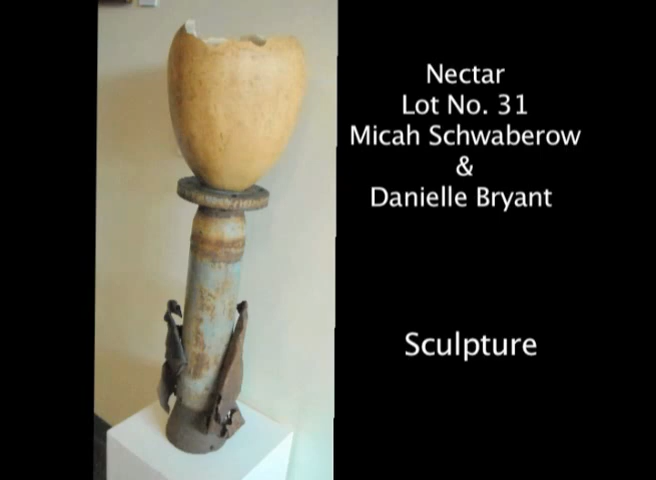 Nectar
Lot No. 31
Micah Schwaberow
&
Danielle Bryant
Sculpture